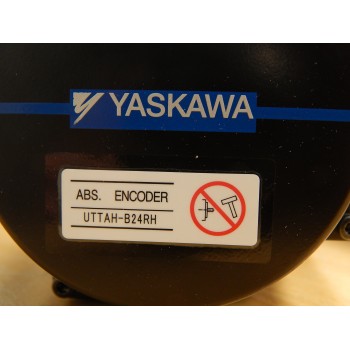 YASKAWA
ABS. ENCODER
UTTAH-B24RH